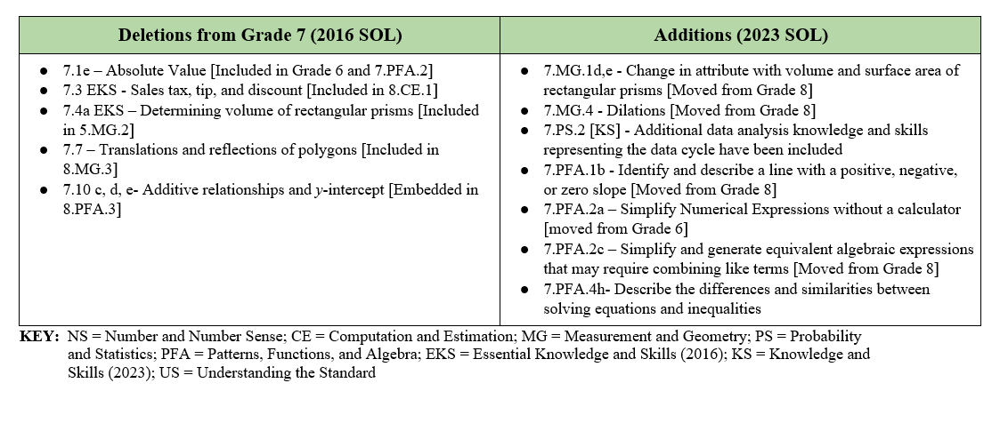 Deletions from Grade 7 (2016 SOL)
● 7.1e – Absolute Value [Included in Grade 6 and 7.PFA.2]
● 7.3 EKS - Sales tax, tip, and discount [Included in 8.CE.1]
● 7.4a EKS – Determining volume of rectangular prisms [Included
in 5.MG.2]
● 7.7 – Translations and reflections of polygons [Included in
8.MG.3]
● 7.10 c, d, e- Additive relationships and y-intercept [Embedded in
8.PFA.3]
Additions (2023 SOL)
● 7.MG.1d,e - Change in attribute with volume and surface area of
rectangular prisms [Moved from Grade 8]
● 7.MG.4 - Dilations [Moved from Grade 8]
● 7.PS.2 [KS] - Additional data analysis knowledge and skills
representing the data cycle have been included
● 7.PFA.1b - Identify and describe a line with a positive, negative,
or zero slope [Moved from Grade 8]
● 7.PFA.2a – Simplify Numerical Expressions without a calculator
[moved from Grade 6]
● 7.PFA.2c – Simplify and generate equivalent algebraic expressions
that may require combining like terms [Moved from Grade 8]
● 7.PFA.4h- Describe the differences and similarities between
solving equations and inequalities
KEY: NS = Number and Number Sense; CE = Computation and Estimation; MG = Measurement and Geometry; PS = Probability
and Statistics; PFA = Patterns, Functions, and Algebra; EKS = Essential Knowledge and Skills (2016); KS = Knowledge and
Skills (2023); US = Understanding the Standard